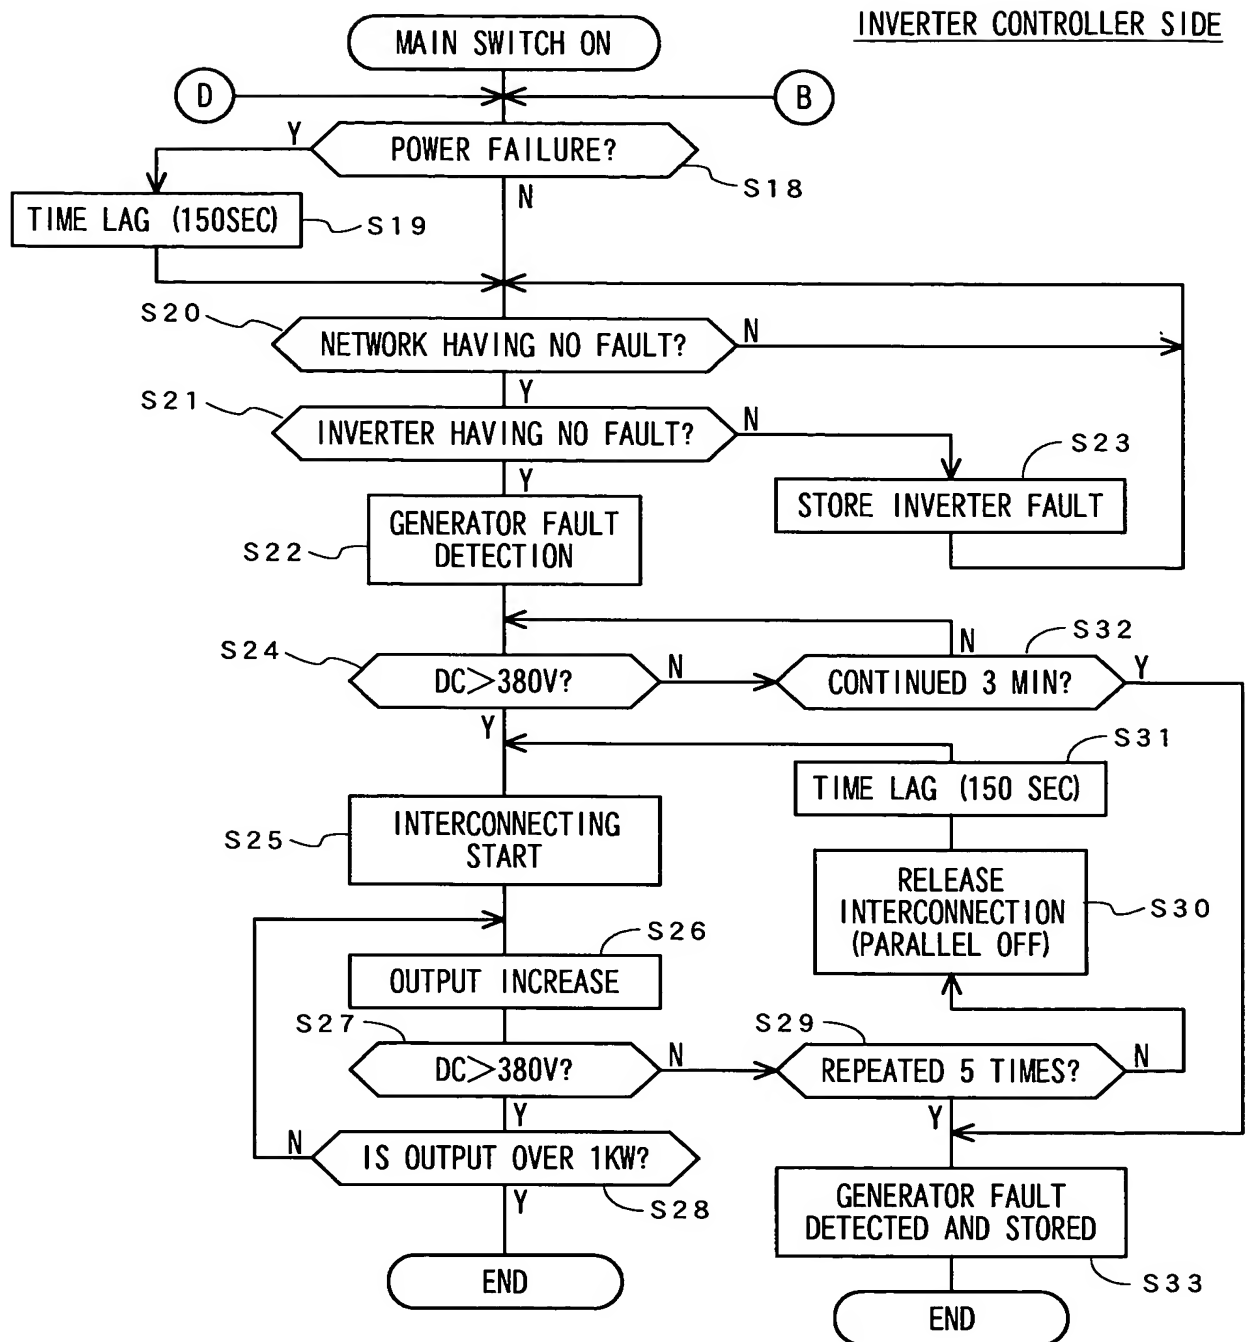 INVERTER CONTROLLER SIDE
MAIN SWITCH ON
D
B
Y
POWER FAILURE?
S18
N
TIME LAG (150SEC)
S19
S20
NETWORK HAVING NO FAULT?
N
Y
S21
INVERTER HAVING NO FAULT?
N
Y
S23
STORE INVERTER FAULT
GENERATOR FAULT
DETECTION
S22
S24
DC>380V?
N
Y
S32
N
CONTINUED 3 MIN?
Y
S31
TIME LAG (150 SEC)
S25
INTERCONNECTING
START
RELEASE
INTERCONNECTION
(PARALLEL OFF)
S30
S26
OUTPUT INCREASE
S27
DC>380V?
N
Y
S29
REPEATED 5 TIMES?
N
Y
N
IS OUTPUT OVER 1KW?
S28
Y
GENERATOR FAULT
DETECTED AND STORED
S33
END
END